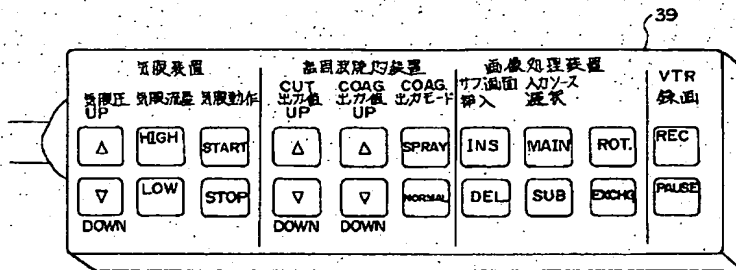 39
気腹装置
高周波焼灼装置
画像処理装置
VTR
録画
気腹圧
UP
気腹流量
気腹動作
CUT
出力値
UP
COAG.
出力値
UP
COAG.
出力モード
サブ画面
挿入
入力ソース
選択
△ HIGH START △ △ SPRAY INS MAIN ROT. REC
▽ LOW STOP ▽ ▽ NORMAL DEL SUB EXCHG PAUSE
DOWN DOWN DOWN